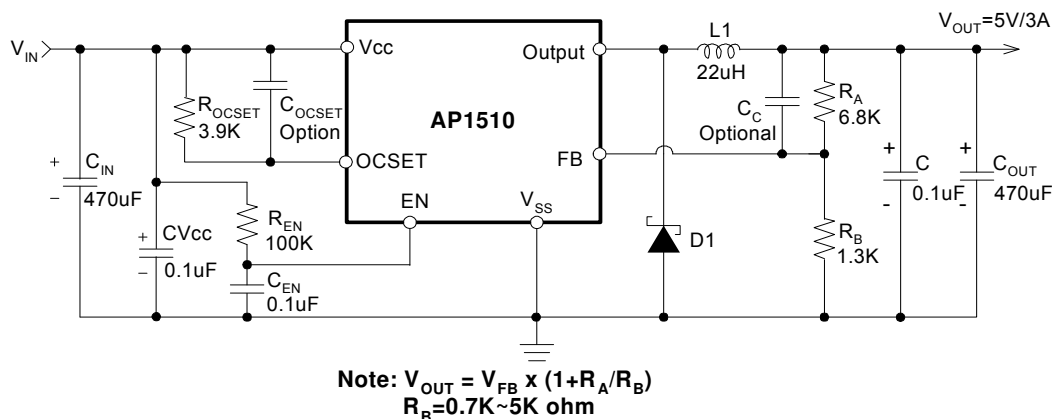 V_IN
Vcc
Output
L1
22uH
V_OUT=5V/3A
R_OCSET
3.9K
C_OCSET
Option
AP1510
C_C
Optional
R_A
6.8K
OCSET
FB
EN
V_SS
+
C_IN
470uF
–
R_EN
100K
+
CVcc
0.1uF
–
C_EN
0.1uF
D1
R_B
1.3K
+
C
0.1uF
-
+
C_OUT
470uF
-
Note: V_OUT = V_FB x (1+R_A/R_B)
R_B=0.7K~5K ohm